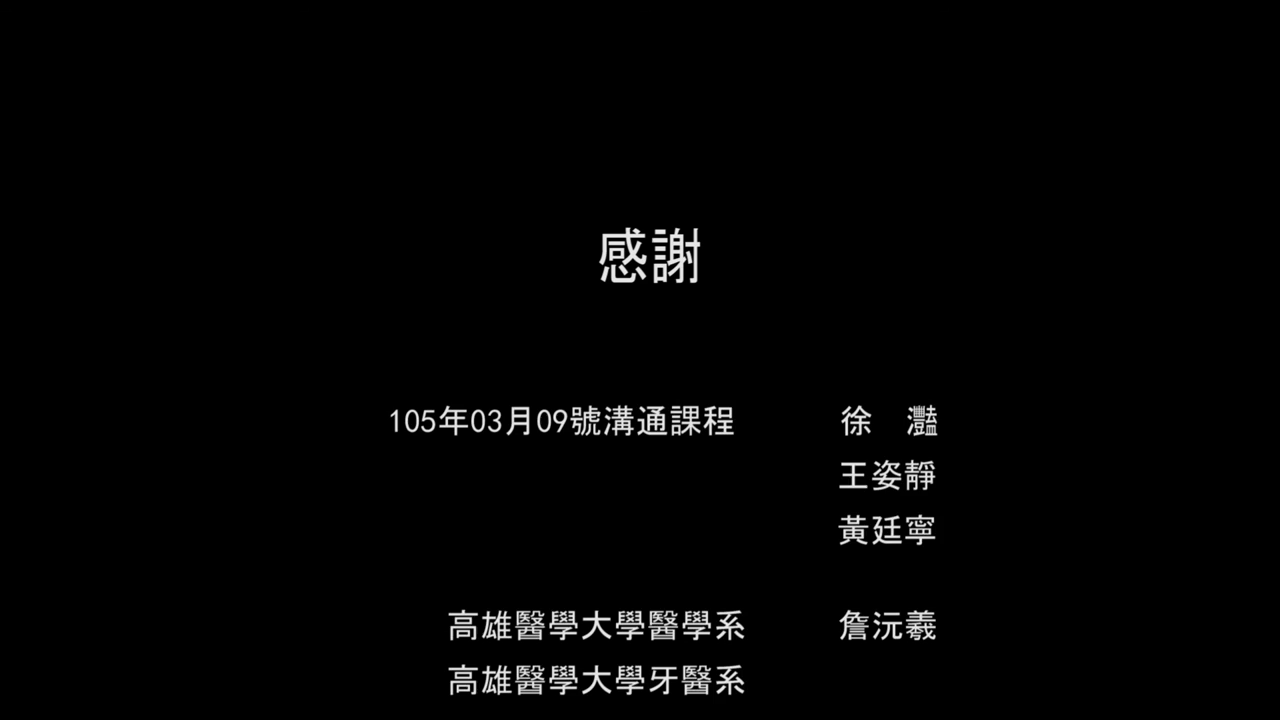 感謝
105年03月09號溝通課程 徐 灩
王姿靜
黃廷寧
高雄醫學大學醫學系 詹沅羲
高雄醫學大學牙醫系